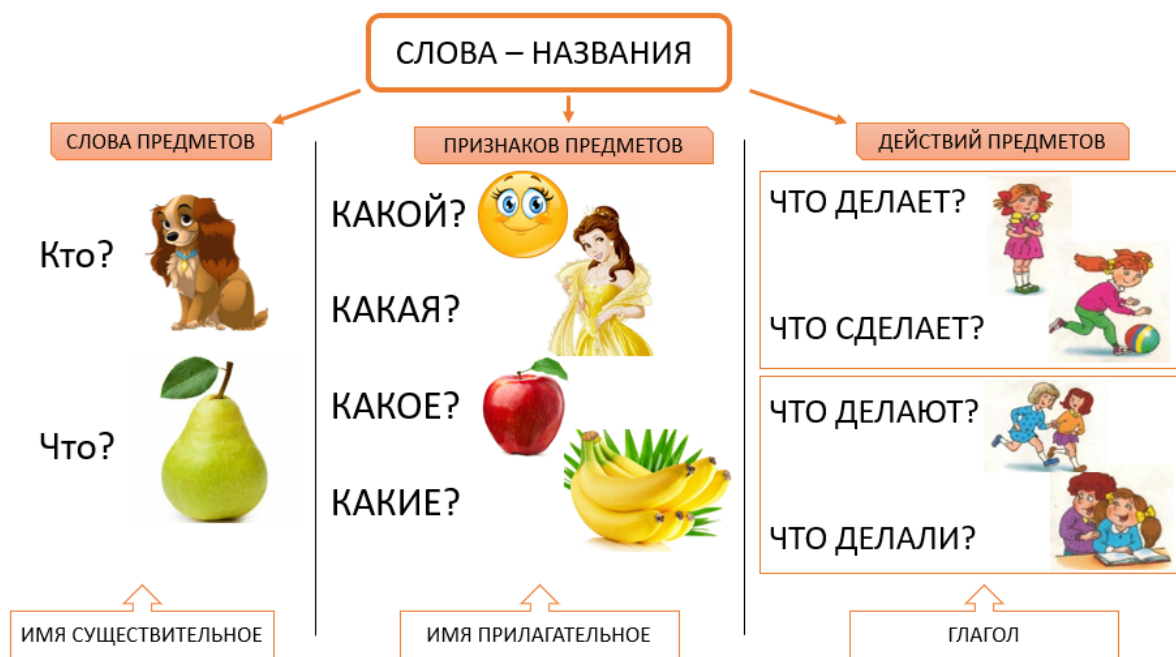 СЛОВА – НАЗВАНИЯ
СЛОВА ПРЕДМЕТОВ
Кто?
Что?
ИМЯ СУЩЕСТВИТЕЛЬНОЕ
ПРИЗНАКОВ ПРЕДМЕТОВ
КАКОЙ?
КАКАЯ?
КАКОЕ?
КАКИЕ?
ИМЯ ПРИЛАГАТЕЛЬНОЕ
ДЕЙСТВИЙ ПРЕДМЕТОВ
ЧТО ДЕЛАЕТ?
ЧТО СДЕЛАЕТ?
ЧТО ДЕЛАЮТ?
ЧТО ДЕЛАЛИ?
ГЛАГОЛ